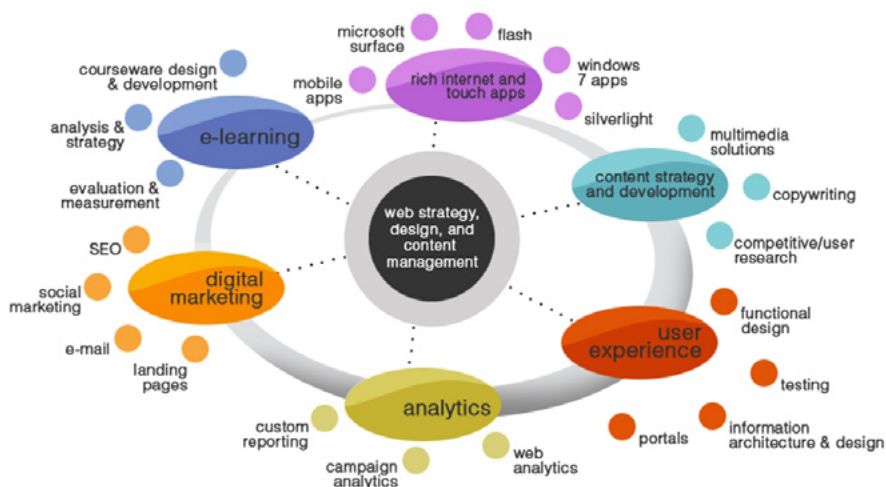 microsoft
surface
flash
windows
7 apps
mobile
apps
rich internet and
touch apps
silverlight
courseware design
& development
analysis &
strategy
e-learning
evaluation &
measurement
multimedia
solutions
content strategy
and development
copywriting
competitive/user
research
web strategy,
design, and
content
management
SEO
social
marketing
digital
marketing
e-mail
landing
pages
functional
design
user
experience
testing
information
architecture & design
portals
analytics
custom
reporting
campaign
analytics
web
analytics